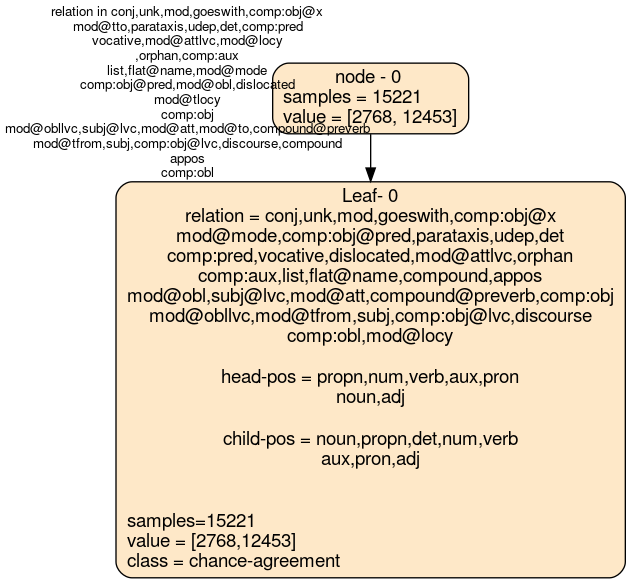 relation in conj,unk,mod,goeswith,comp:obj@x
mod@tto,parataxis,udep,det,comp:pred
vocative,mod@attlvc,mod@locy
,orphan,comp:aux
list,flat@name,mod@mode
comp:obj@pred,mod@obl,dislocated
mod@tlocy
comp:obj
mod@obllvc,subj@lvc,mod@att,mod@to,compound@preverb
mod@tfrom,subj,comp:obj@lvc,discourse,compound
appos
comp:obl
node - 0
samples = 15221
value = [2768, 12453]
Leaf- 0
relation = conj,unk,mod,goeswith,comp:obj@x
mod@mode,comp:obj@pred,parataxis,udep,det
comp:pred,vocative,dislocated,mod@attlvc,orphan
comp:aux,list,flat@name,compound,appos
mod@obl,subj@lvc,mod@att,compound@preverb,comp:obj
mod@obllvc,mod@tfrom,subj,comp:obj@lvc,discourse
comp:obl,mod@locy
head-pos = propn,num,verb,aux,pron
noun,adj
child-pos = noun,propn,det,num,verb
aux,pron,adj
samples=15221
value = [2768,12453]
class = chance-agreement